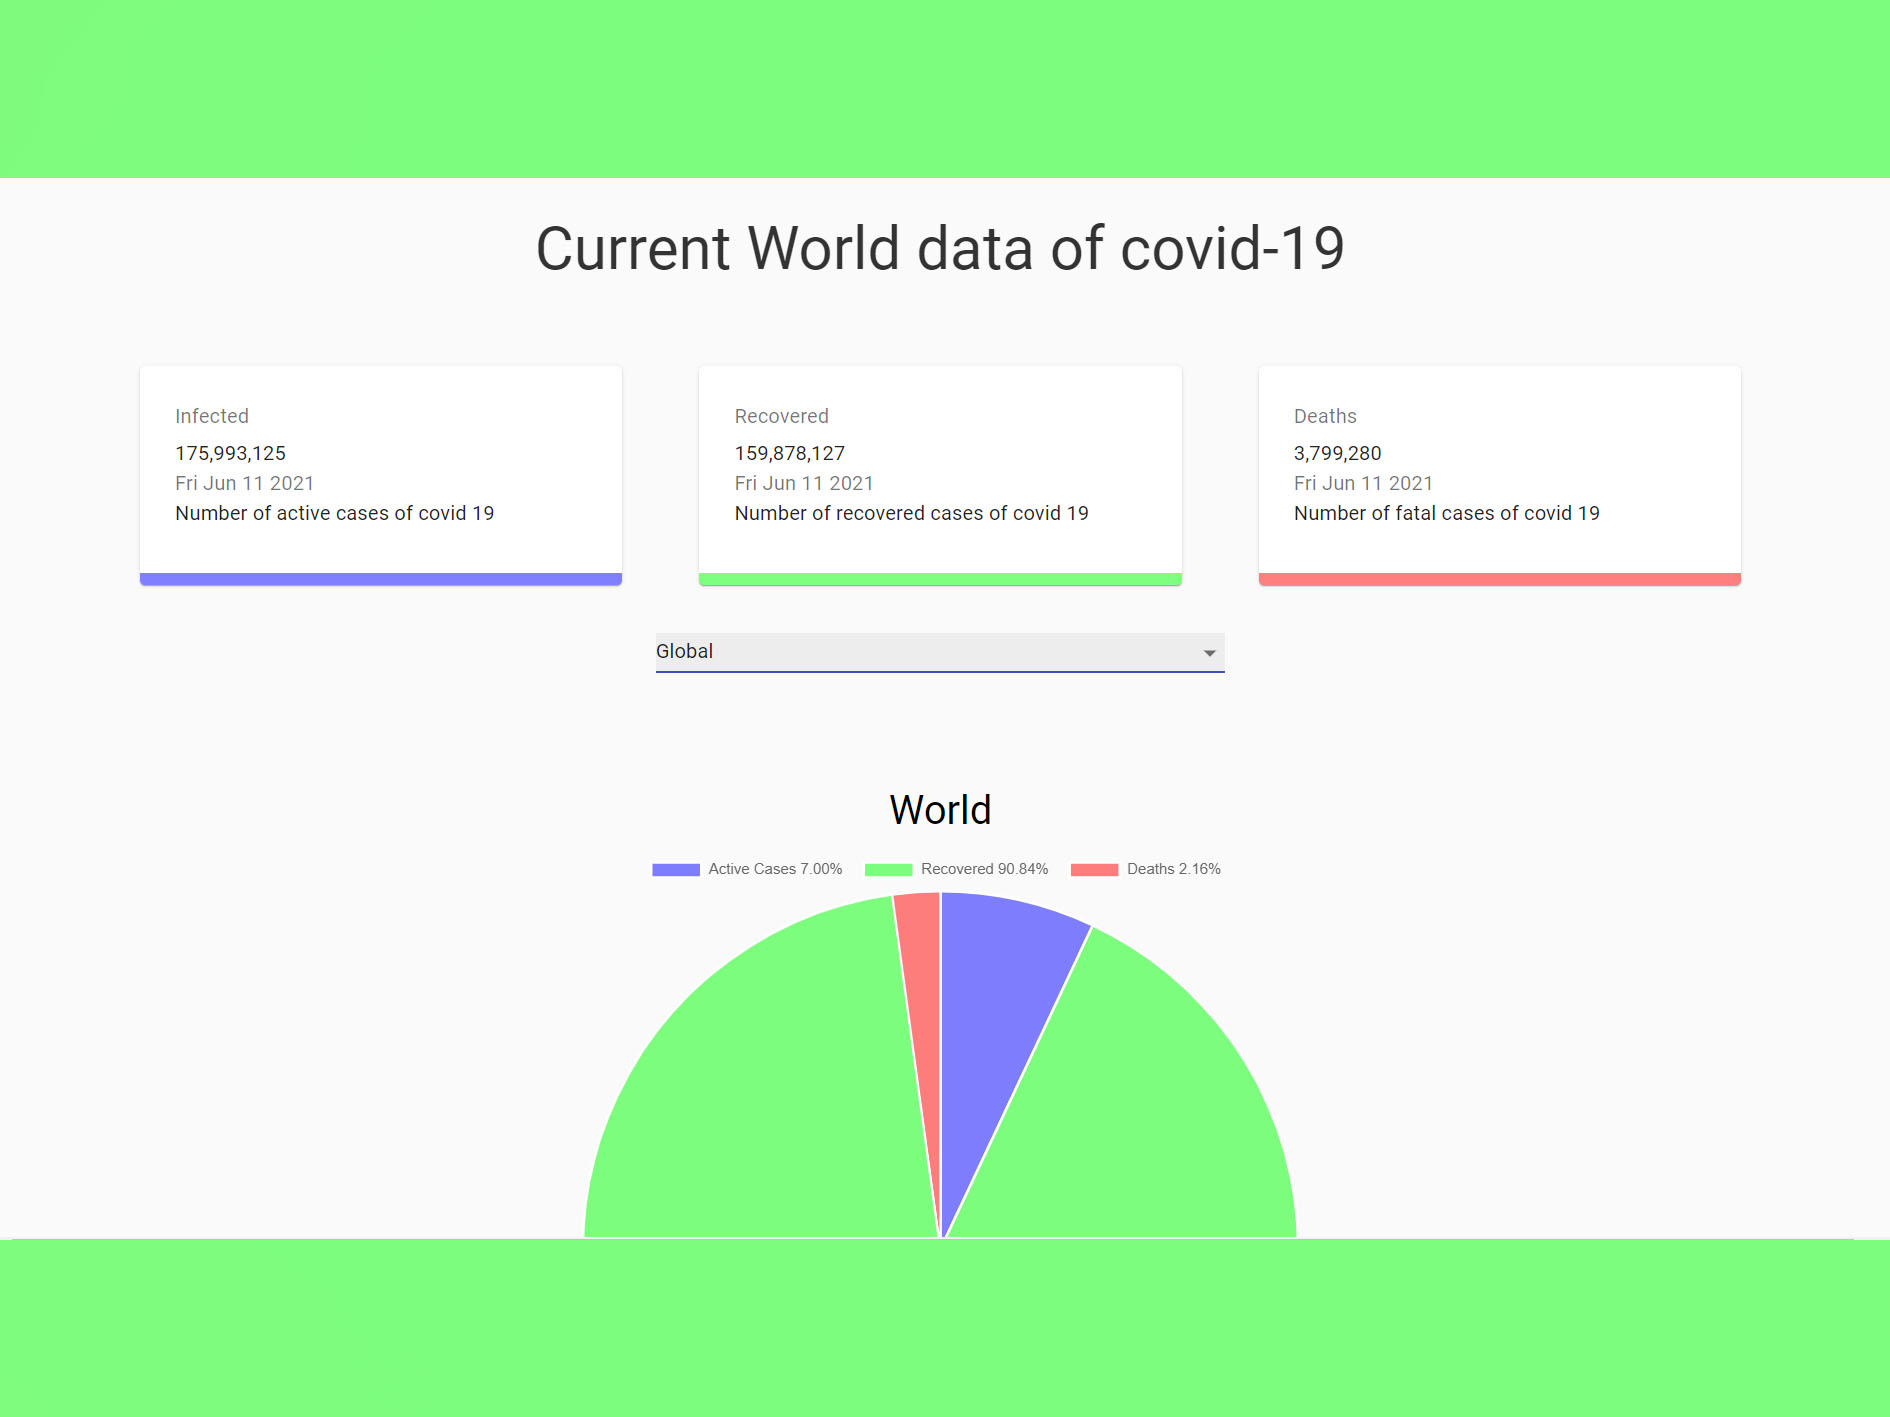 Current World data of covid-19
Infected
175,993,125
Fri Jun 11 2021
Number of active cases of covid 19
Recovered
159,878,127
Fri Jun 11 2021
Number of recovered cases of covid 19
Deaths
3,799,280
Fri Jun 11 2021
Number of fatal cases of covid 19
Global
World
Active Cases 7.00% Recovered 90.84% Deaths 2.16%